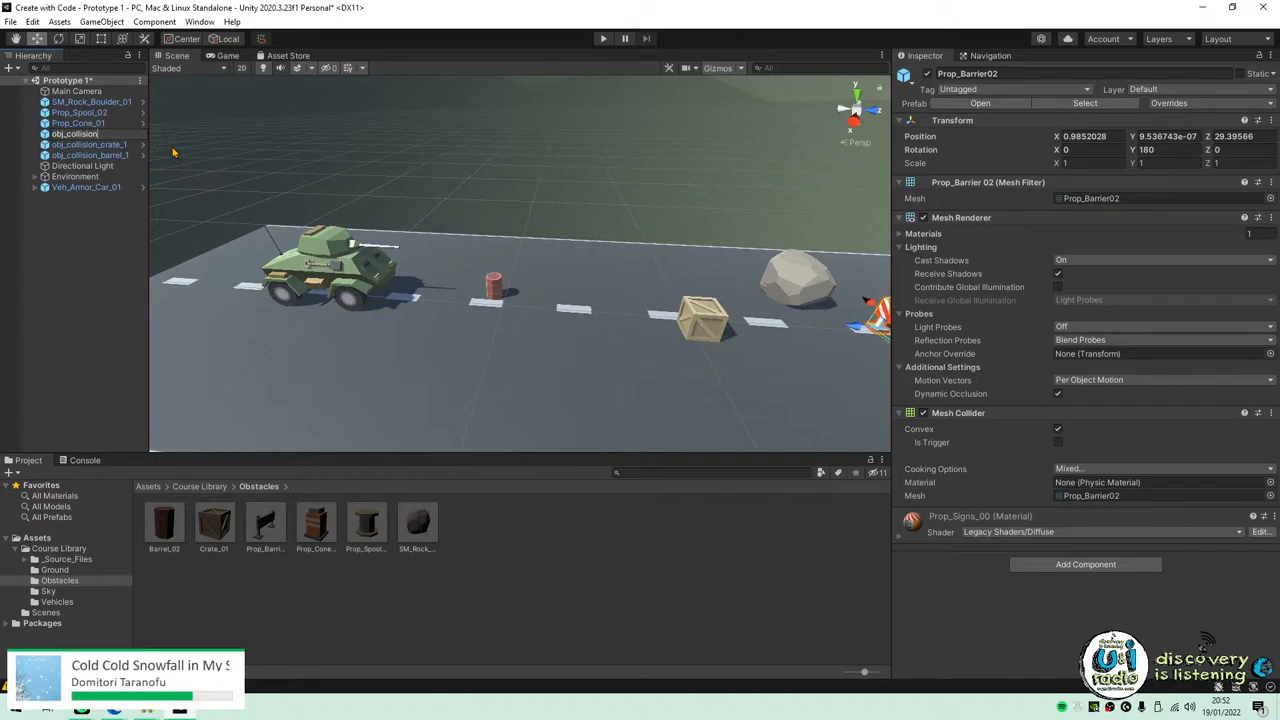 Create with Code - Prototype 1 - PC, Mac & Linux Standalone - Unity 2020.3.23f1 Personal* <DX11>
File Edit Assets GameObject Component Window Help
Center Local Account Layers Layout
Hierarchy
All
Prototype 1*
Main Camera
SM_Rock_Boulder_01
Prop_Spool_02
Prop_Cone_01
obj_collision
obj_collision_crate_1
obj_collision_barrel_1
Directional Light
Environment
Veh_Armor_Car_01
Scene Game Asset Store
Shaded 2D 0 Gizmos All
y
z
x
Persp
Inspector Navigation
Prop_Barrier02 Static
Tag Untagged Layer Default
Prefab Open Select Overrides
Transform
Position X 0.9852028 Y 9.536743e-07 Z 29.39566
Rotation X 0 Y 180 Z 0
Scale X 1 Y 1 Z 1
Prop_Barrier 02 (Mesh Filter)
Mesh Prop_Barrier02
Mesh Renderer
Materials 1
Lighting
Cast Shadows On
Receive Shadows
Contribute Global Illumination
Receive Global Illumination Light Probes
Probes
Light Probes Off
Reflection Probes Blend Probes
Anchor Override None (Transform)
Additional Settings
Motion Vectors Per Object Motion
Dynamic Occlusion
Mesh Collider
Convex
Is Trigger
Cooking Options Mixed...
Material None (Physic Material)
Mesh Prop_Barrier02
Prop_Signs_00 (Material)
Shader Legacy Shaders/Diffuse Edit...
Add Component
Project Console
11
Favorites
All Materials
All Models
All Prefabs
Assets
Course Library
_Source_Files
Ground
Obstacles
Sky
Vehicles
Scenes
Packages
Assets > Course Library > Obstacles >
Barrel_02 Crate_01 Prop_Barri... Prop_Cone... Prop_Spool... SM_Rock_...
Cold Cold Snowfall in My S
Domitori Taranofu
discovery is listening
U&I
radio
discovery
is listening
20:52
19/01/2022